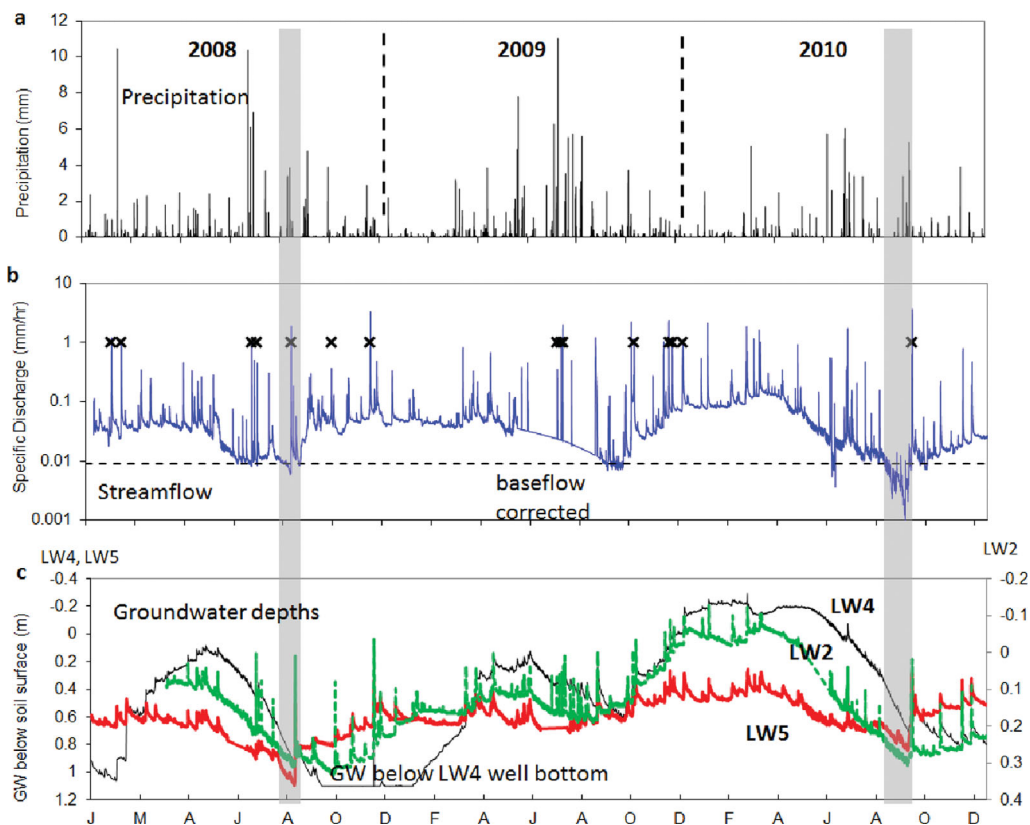 a
12
10
8
6
4
2
0
Precipitation (mm)
2008
2009
2010
Precipitation
b
10
1
0.1
0.01
0.001
Specific Discharge (mm/hr)
Streamflow
baseflow
corrected
J M A J A O D F A J A O D F A J A O D
LW4, LW5
LW2
c
-0.4
-0.2
0
0.2
0.4
0.6
0.8
1
1.2
GW below soil surface (m)
Groundwater depths
LW4
LW2
LW5
GW below LW4 well bottom
-0.2
-0.1
0
0.1
0.2
0.3
0.4
J M A J A O D F A J A O D F A J A O D